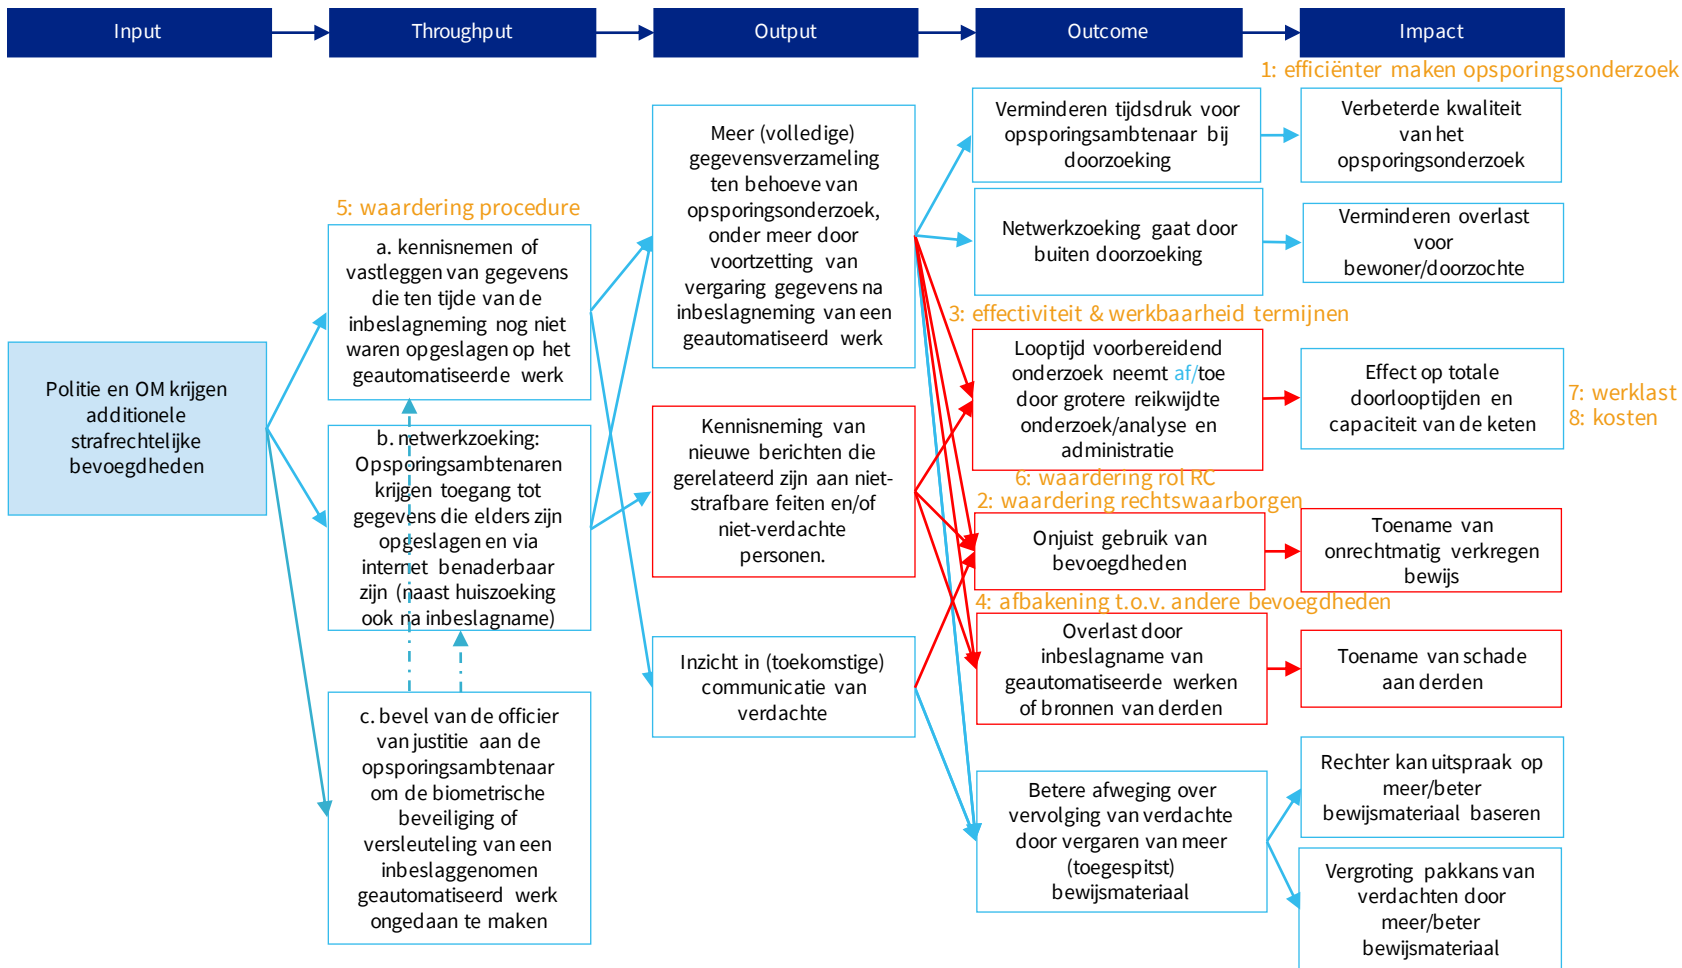 Input
Throughput
Output
Outcome
Impact
Politie en OM krijgen
additionele
strafrechtelijke
bevoegdheden
5: waardering procedure
a. kennisnemen of
vastleggen van gegevens
die ten tijde van de
inbeslagneming nog niet
waren opgeslagen op het
geautomatiseerde werk
b. netwerkzoeking:
Opsporingsambtenaren
krijgen toegang tot
gegevens die elders zijn
opgeslagen en via
internet benaderbaar
zijn (naast huiszoeking
ook na inbeslagname)
c. bevel van de officier
van justitie aan de
opsporingsambtenaar
om de biometrische
beveiliging of
versleuteling van een
inbeslaggenomen
geautomatiseerd werk
ongedaan te maken
Meer (volledige)
gegevensverzameling
ten behoeve van
opsporingsonderzoek,
onder meer door
voortzetting van
vergaring gegevens na
inbeslagneming van een
geautomatiseerd werk
Kennisneming van
nieuwe berichten die
gerelateerd zijn aan niet-
strafbare feiten en/of
niet-verdachte
personen.
Inzicht in (toekomstige)
communicatie van
verdachte
Verminderen tijdsdruk voor
opsporingsambtenaar bij
doorzoeking
Netwerkzoeking gaat door
buiten doorzoeking
3: effectiviteit & werkbaarheid termijnen
Looptijd voorbereidend
onderzoek neemt af/toe
door grotere reikwijdte
onderzoek/analyse en
administratie
6: waardering rol RC
2: waardering rechtswaarborgen
Onjuist gebruik van
bevoegdheden
4: afbakening t.o.v. andere bevoegdheden
Overlast door
inbeslagname van
geautomatiseerde werken
of bronnen van derden
Betere afweging over
vervolging van verdachte
door vergaren van meer
(toegespitst)
bewijsmateriaal
1: efficiënter maken opsporingsonderzoek
Verbeterde kwaliteit
van het
opsporingsonderzoek
Verminderen overlast
voor
bewoner/doorzochte
Effect op totale
doorlooptijden en
capaciteit van de keten
7: werklast
8: kosten
Toename van
onrechtmatig verkregen
bewijs
Toename van schade
aan derden
Rechter kan uitspraak op
meer/beter
bewijsmateriaal baseren
Vergroting pakkans van
verdachten door
meer/beter
bewijsmateriaal